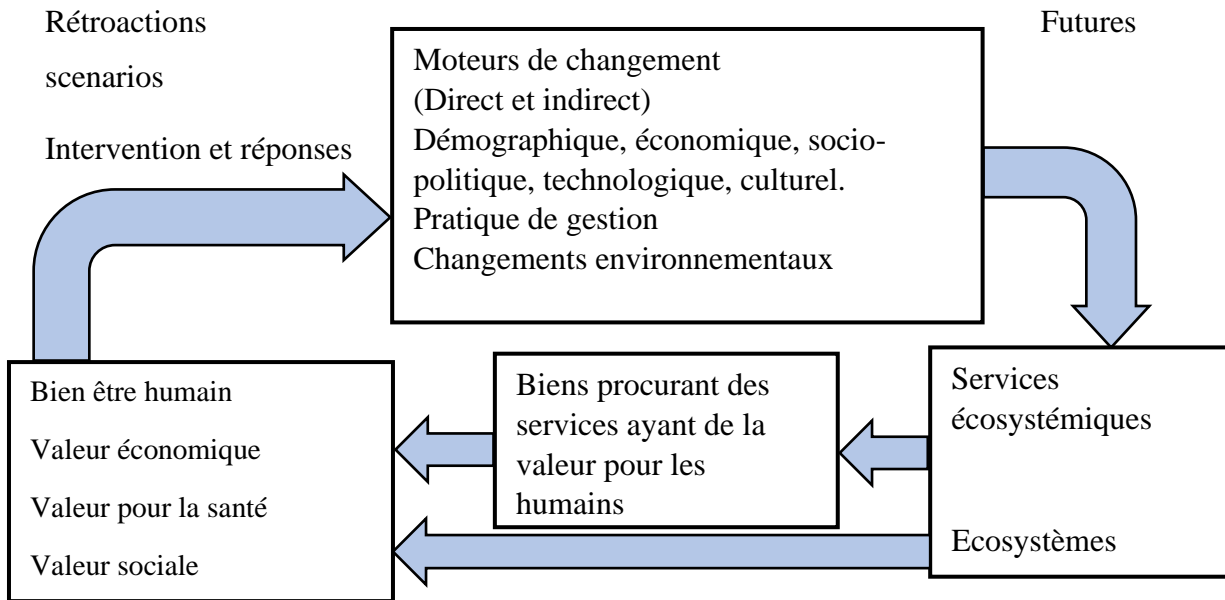 Rétroactions
scenarios
Intervention et réponses
Futures
Moteurs de changement
(Direct et indirect)
Démographique, économique, socio-
politique, technologique, culturel.
Pratique de gestion
Changements environnementaux
Bien être humain
Valeur économique
Valeur pour la santé
Valeur sociale
Biens procurant des
services ayant de la
valeur pour les
humains
Services
écosystémiques
Ecosystèmes